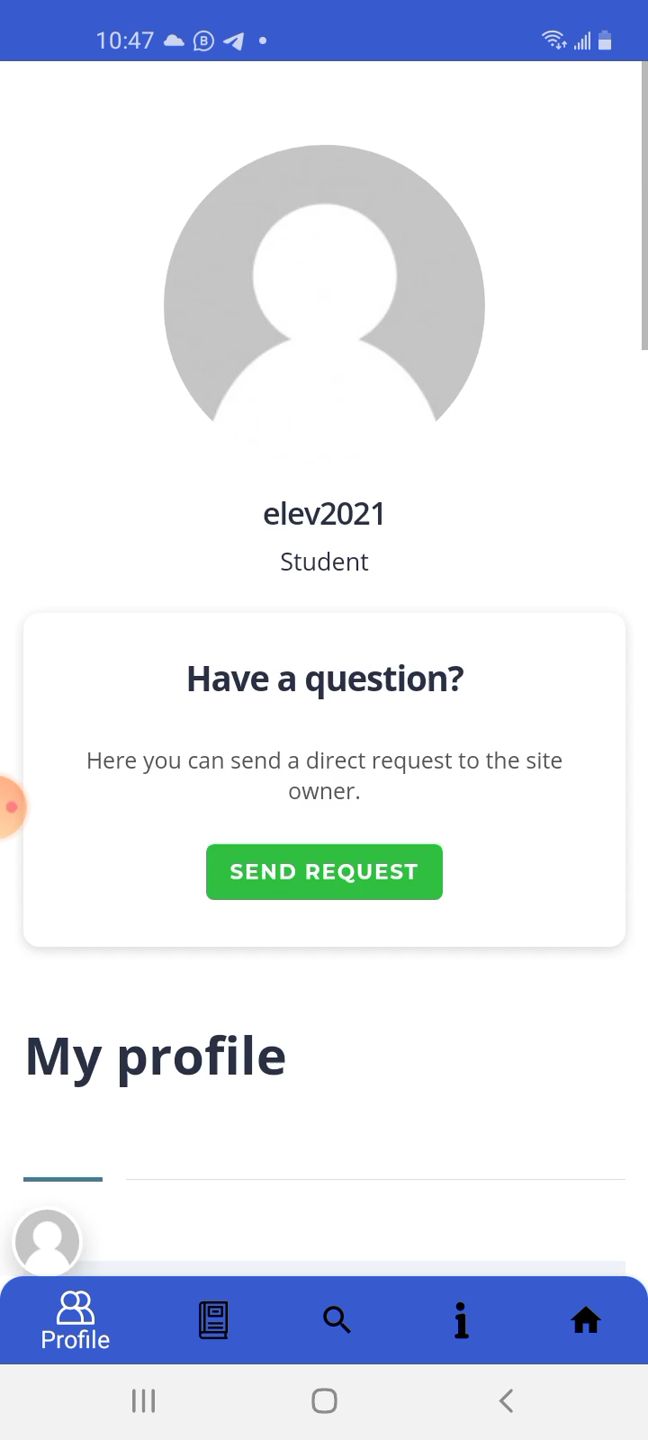 10:47
elev2021
Student
Have a question?
Here you can send a direct request to the site
owner.
SEND REQUEST
My profile
Profile